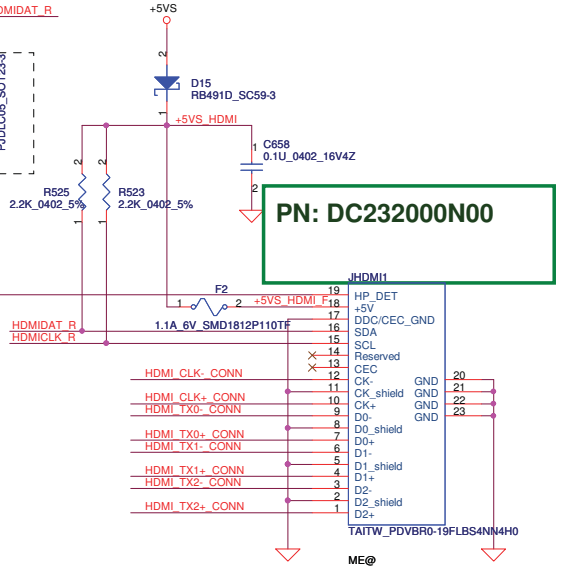 DMIDAT_R
+5VS
PJDLC05_SOT23-3
2
D15
RB491D_SC59-3
1
+5VS_HDMI
1
C658
0.1U_0402_16V4Z
2
2
2
R525
2.2K_0402_5%
R523
2.2K_0402_5%
1
1
PN: DC232000N00
JHDMI1
F2
1
2
+5VS_HDMI_F
1.1A_6V_SMD1812P110TF
HDMIDAT_R
HDMICLK_R
19 HP_DET
18 +5V
17 DDC/CEC_GND
16 SDA
15 SCL
14 Reserved
13 CEC
HDMI_CLK-_CONN 12 CK- GND 20
11 CK_shield GND 21
HDMI_CLK+_CONN 10 CK+ GND 22
HDMI_TX0-_CONN 9 D0- GND 23
8 D0_shield
HDMI_TX0+_CONN 7 D0+
HDMI_TX1-_CONN 6 D1-
5 D1_shield
HDMI_TX1+_CONN 4 D1+
HDMI_TX2-_CONN 3 D2-
2 D2_shield
HDMI_TX2+_CONN 1 D2+
TAITW_PDVBR0-19FLBS4NN4H0
ME@